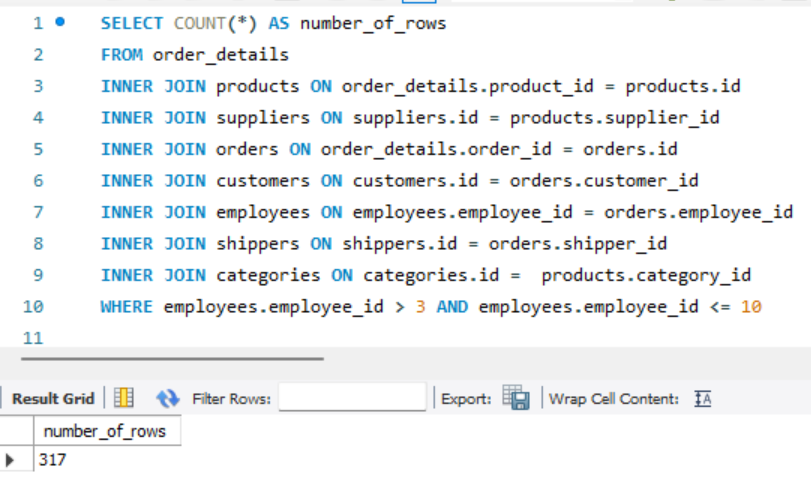 1 SELECT COUNT(*) AS number_of_rows
2 FROM order_details
3 INNER JOIN products ON order_details.product_id = products.id
4 INNER JOIN suppliers ON suppliers.id = products.supplier_id
5 INNER JOIN orders ON order_details.order_id = orders.id
6 INNER JOIN customers ON customers.id = orders.customer_id
7 INNER JOIN employees ON employees.employee_id = orders.employee_id
8 INNER JOIN shippers ON shippers.id = orders.shipper_id
9 INNER JOIN categories ON categories.id =  products.category_id
10 WHERE employees.employee_id > 3 AND employees.employee_id <= 10
11
Result Grid Filter Rows: Export: Wrap Cell Content: IA
number_of_rows
317